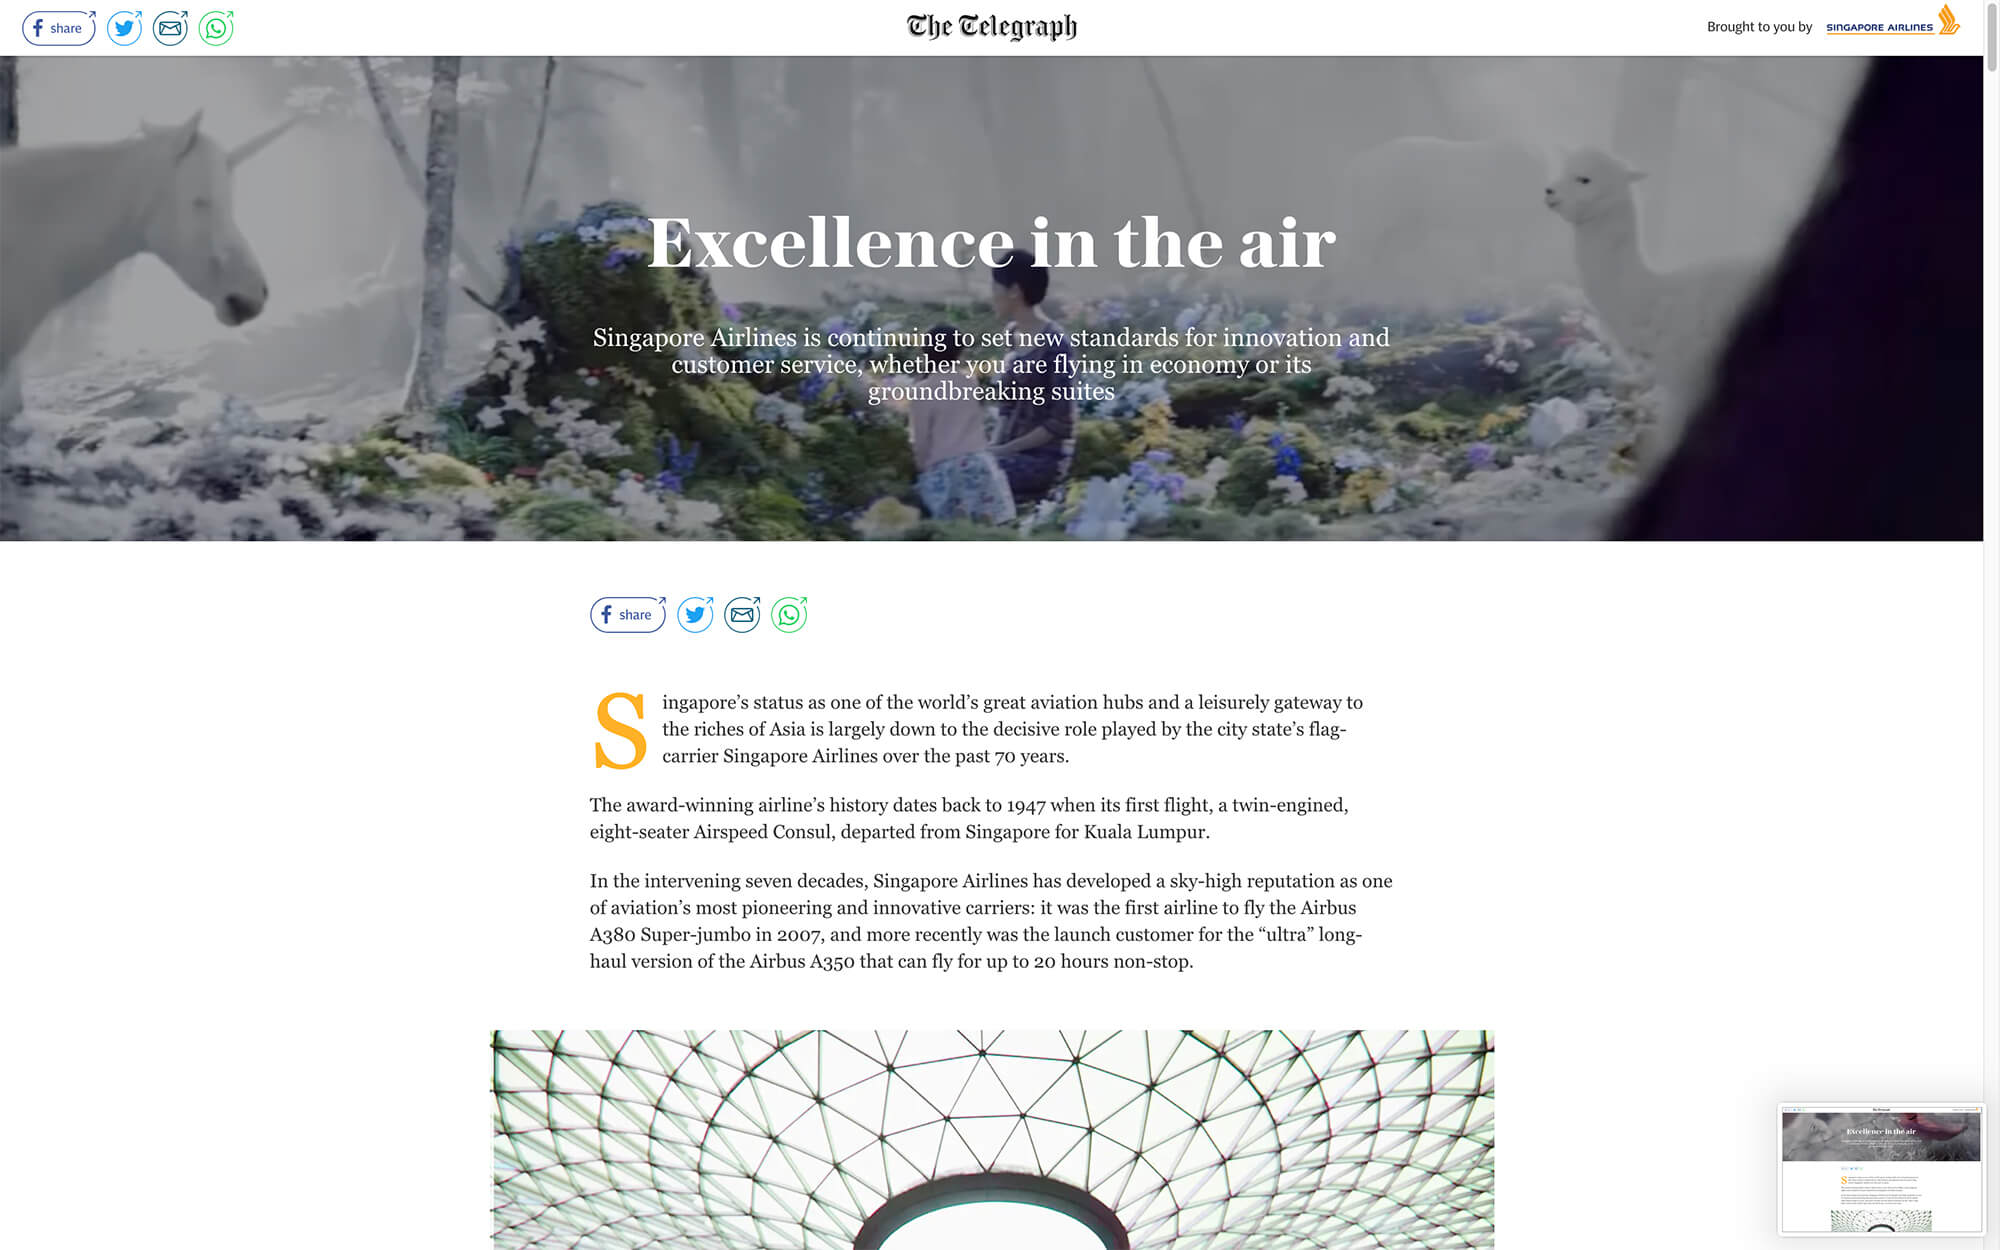 share
The Telegraph
Brought to you by
SINGAPORE AIRLINES
Excellence in the air
Singapore Airlines is continuing to set new standards for innovation and
customer service, whether you are flying in economy or its
groundbreaking suites
share
Singapore’s status as one of the world’s great aviation hubs and a leisurely gateway to
the riches of Asia is largely down to the decisive role played by the city state’s flag-
carrier Singapore Airlines over the past 70 years.
The award-winning airline’s history dates back to 1947 when its first flight, a twin-engined,
eight-seater Airspeed Consul, departed from Singapore for Kuala Lumpur.
In the intervening seven decades, Singapore Airlines has developed a sky-high reputation as one
of aviation’s most pioneering and innovative carriers: it was the first airline to fly the Airbus
A380 Super-jumbo in 2007, and more recently was the launch customer for the “ultra” long-
haul version of the Airbus A350 that can fly for up to 20 hours non-stop.
Excellence in the air